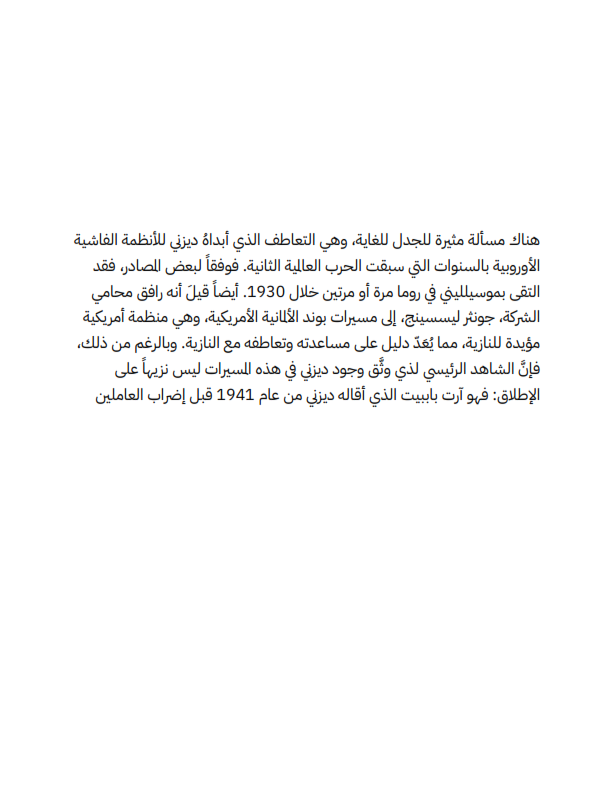 هناك مسألة مثيرة للجدل للغاية، وهي التعاطف الذي أبداهُ ديزني للأنظمة الفاشية
الأوروبية بالسنوات التي سبقت الحرب العالمية الثانية. فوفقاً لبعض المصادر، فقد
التقى بموسيلليني في روما مرة أو مرتين خلال 1930. أيضاً قيلَ أنه رافق محامي
الشركة، جونثر ليسسينج، إلى مسيرات بوند الألمانية الأمريكية، وهي منظمة أمريكية
مؤيدة للنازية، مما يُعَدّ دليل على مساعدته وتعاطفه مع النازية. وبالرغم من ذلك،
فإنَّ الشاهد الرئيسي لذي وثَّق وجود ديزني في هذه المسيرات ليس نزيهاً على
الإطلاق: فهو آرت باببيت الذي أقاله ديزني من عام 1941 قبل إضراب العاملين